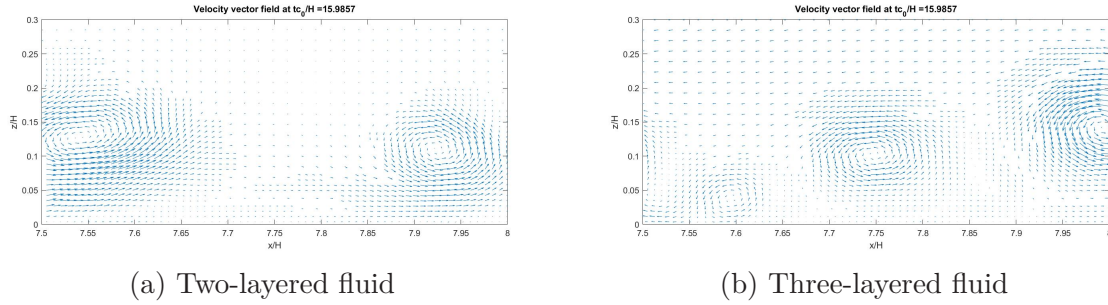 Velocity vector field at tc0/H =15.9857
0.3
0.25
0.2
0.15
0.1
0.05
0
z/H
7.5 7.55 7.6 7.65 7.7 7.75 7.8 7.85 7.9 7.95 8
x/H
(a) Two-layered fluid
Velocity vector field at tc0/H =15.9857
0.3
0.25
0.2
0.15
0.1
0.05
0
z/H
7.5 7.55 7.6 7.65 7.7 7.75 7.8 7.85 7.9 7.95 8
x/H
(b) Three-layered fluid